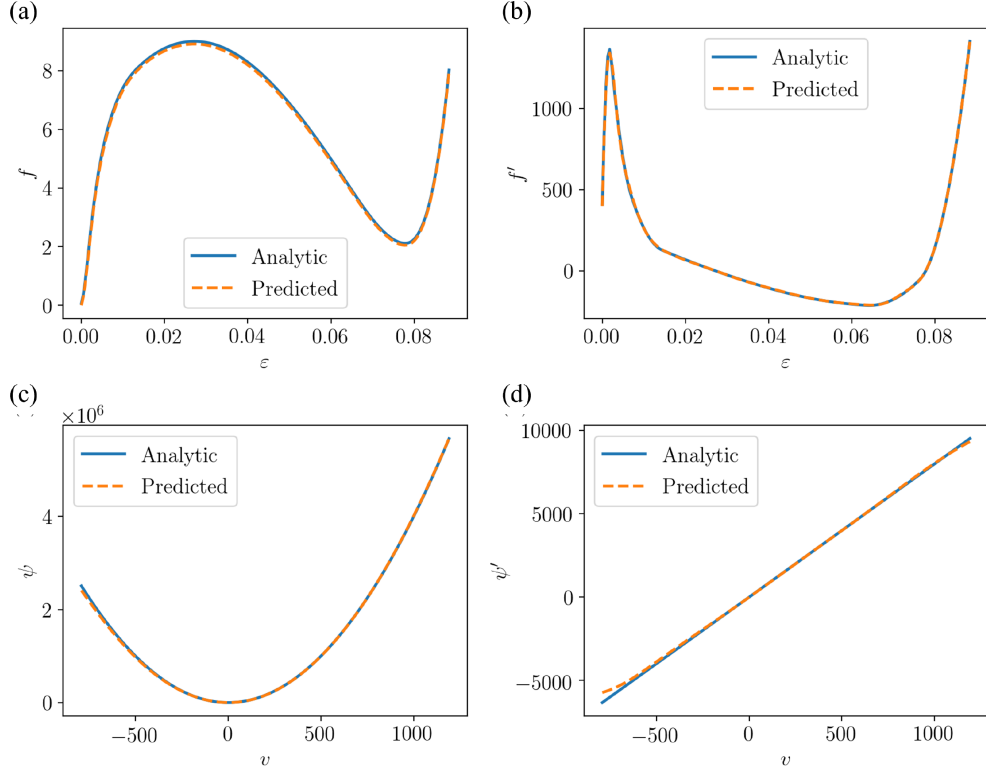 (a)
8
6
4
2
0
f
0.00 0.02 0.04 0.06 0.08
ε
Analytic
Predicted
(b)
1000
500
0
f′
0.00 0.02 0.04 0.06 0.08
ε
Analytic
Predicted
(c)
×10⁶
4
2
0
ψ
−500 0 500 1000
v
Analytic
Predicted
(d)
10000
5000
0
−5000
ψ′
−500 0 500 1000
v
Analytic
Predicted